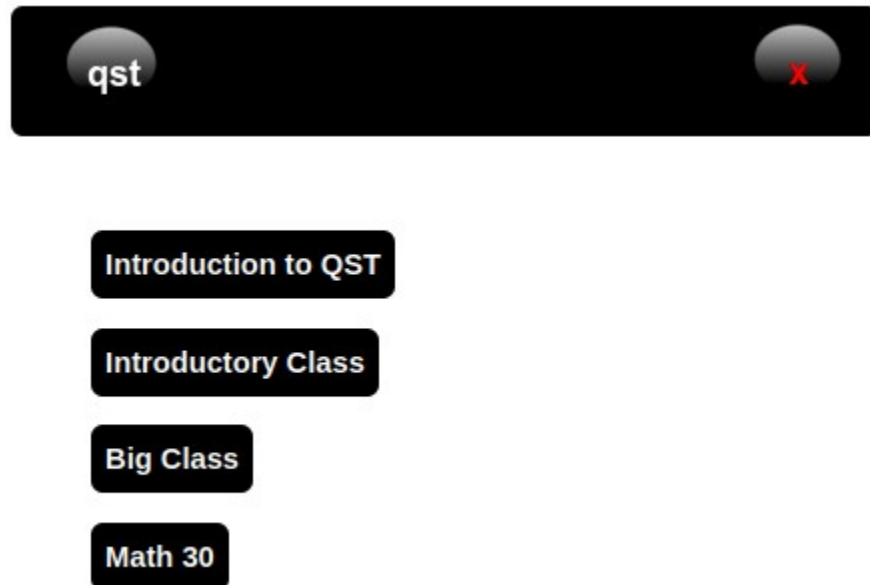 qst
x
Introduction to QST
Introductory Class
Big Class
Math 30